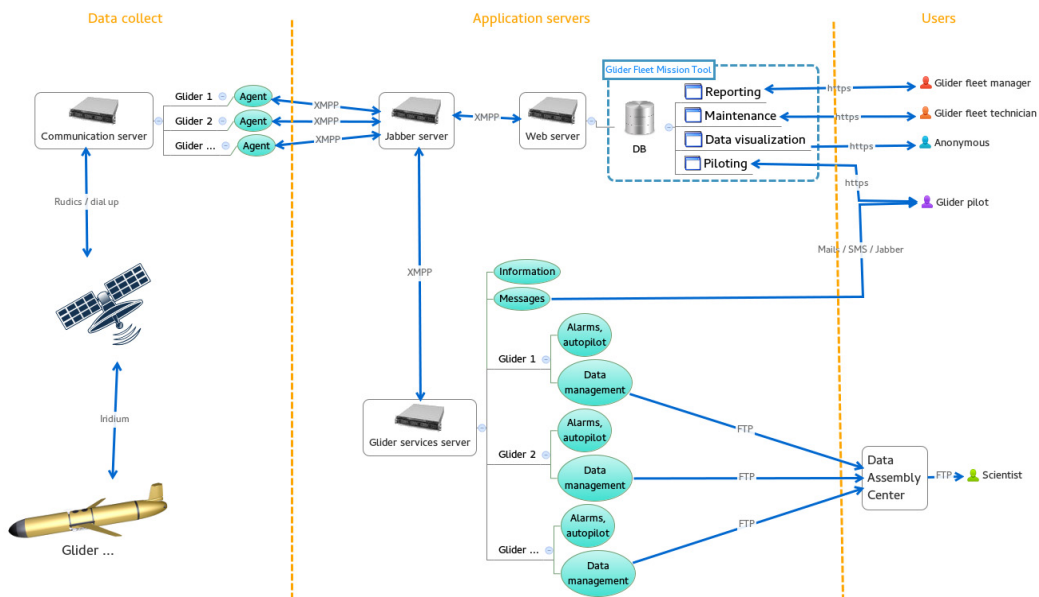 Data collect
Application servers
Users
Glider Fleet Mission Tool
Glider 1
Agent
XMPP
Reporting
https
Glider fleet manager
Communication server
Glider 2
Agent
XMPP
Jabber server
XMPP
Web server
DB
Maintenance
https
Glider fleet technician
Glider ...
Agent
XMPP
Data visualization
https
Anonymous
Piloting
https
Rudics / dial up
Glider pilot
Mails / SMS / Jabber
XMPP
Information
Messages
Alarms,
autopilot
Glider 1
Data
management
Iridium
Glider services server
FTP
Alarms,
autopilot
Glider 2
Data
management
FTP
Data
Assembly
Center
FTP
Scientist
Alarms,
autopilot
FTP
Glider ...
Glider ...
Data
management